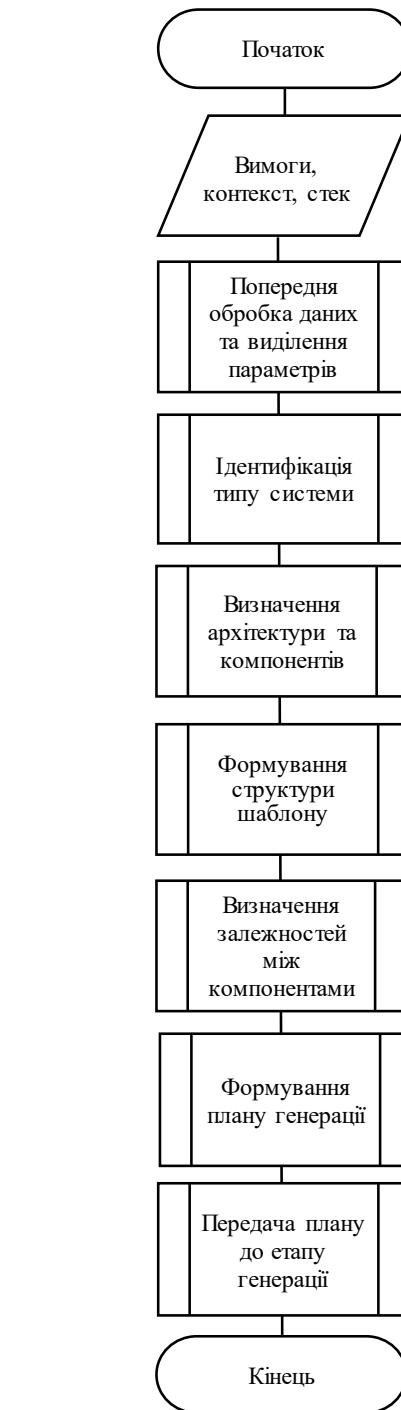 Початок
Вимоги,
контекст, стек
Попередня
обробка даних
та виділення
параметрів
Ідентифікація
типу системи
Визначення
архітектури та
компонентів
Формування
структури
шаблону
Визначення
залежностей
між
компонентами
Формування
плану генерації
Передача плану
до етапу
генерації
Кінець